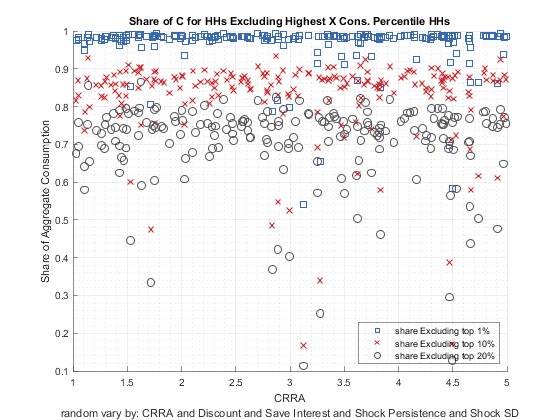 Share of C for HHs Excluding Highest X Cons. Percentile HHs
1
0.9
0.8
0.7
0.6
0.5
0.4
0.3
0.2
0.1
Share of Aggregate Consumption
share Excluding top 1%
share Excluding top 10%
share Excluding top 20%
1 1.5 2 2.5 3 3.5 4 4.5 5
CRRA
random vary by: CRRA and Discount and Save Interest and Shock Persistence and Shock SD